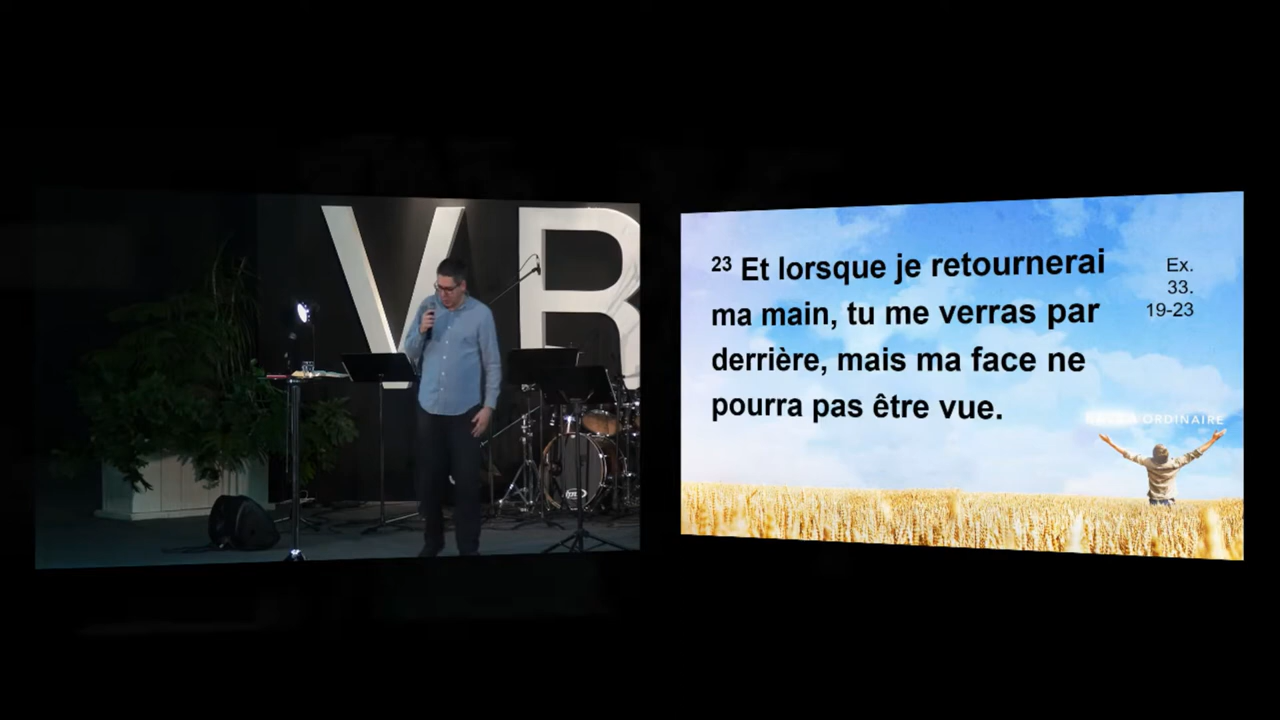 VB
23 Et lorsque je retournerai
ma main, tu me verras par
derrière, mais ma face ne
pourra pas être vue.
Ex.
33.
19-23
ORDINAIRE